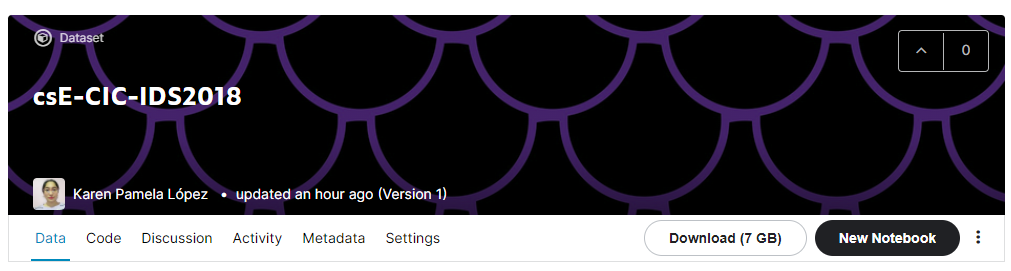 Dataset
0
csE-CIC-IDS2018
Karen Pamela López • updated an hour ago (Version 1)
Data Code Discussion Activity Metadata Settings Download (7 GB) New Notebook